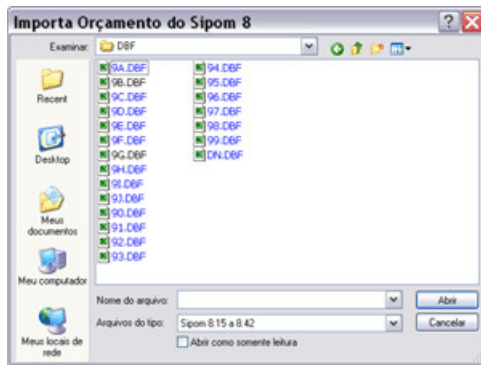 Importa Orçamento do Sipom 8
Examinar: DBF
Recent
Desktop
Meus
documentos
Meu computador
Meus locais de
rede
9A.DBF
9B.DBF
9C.DBF
9D.DBF
9E.DBF
9F.DBF
9G.DBF
9H.DBF
9I.DBF
9J.DBF
90.DBF
91.DBF
92.DBF
93.DBF
94.DBF
95.DBF
96.DBF
97.DBF
98.DBF
99.DBF
DN.DBF
Nome do arquivo:
Abrir
Arquivos do tipo: Sipom 8.15 a 8.42
Cancelar
Abrir como somente leitura